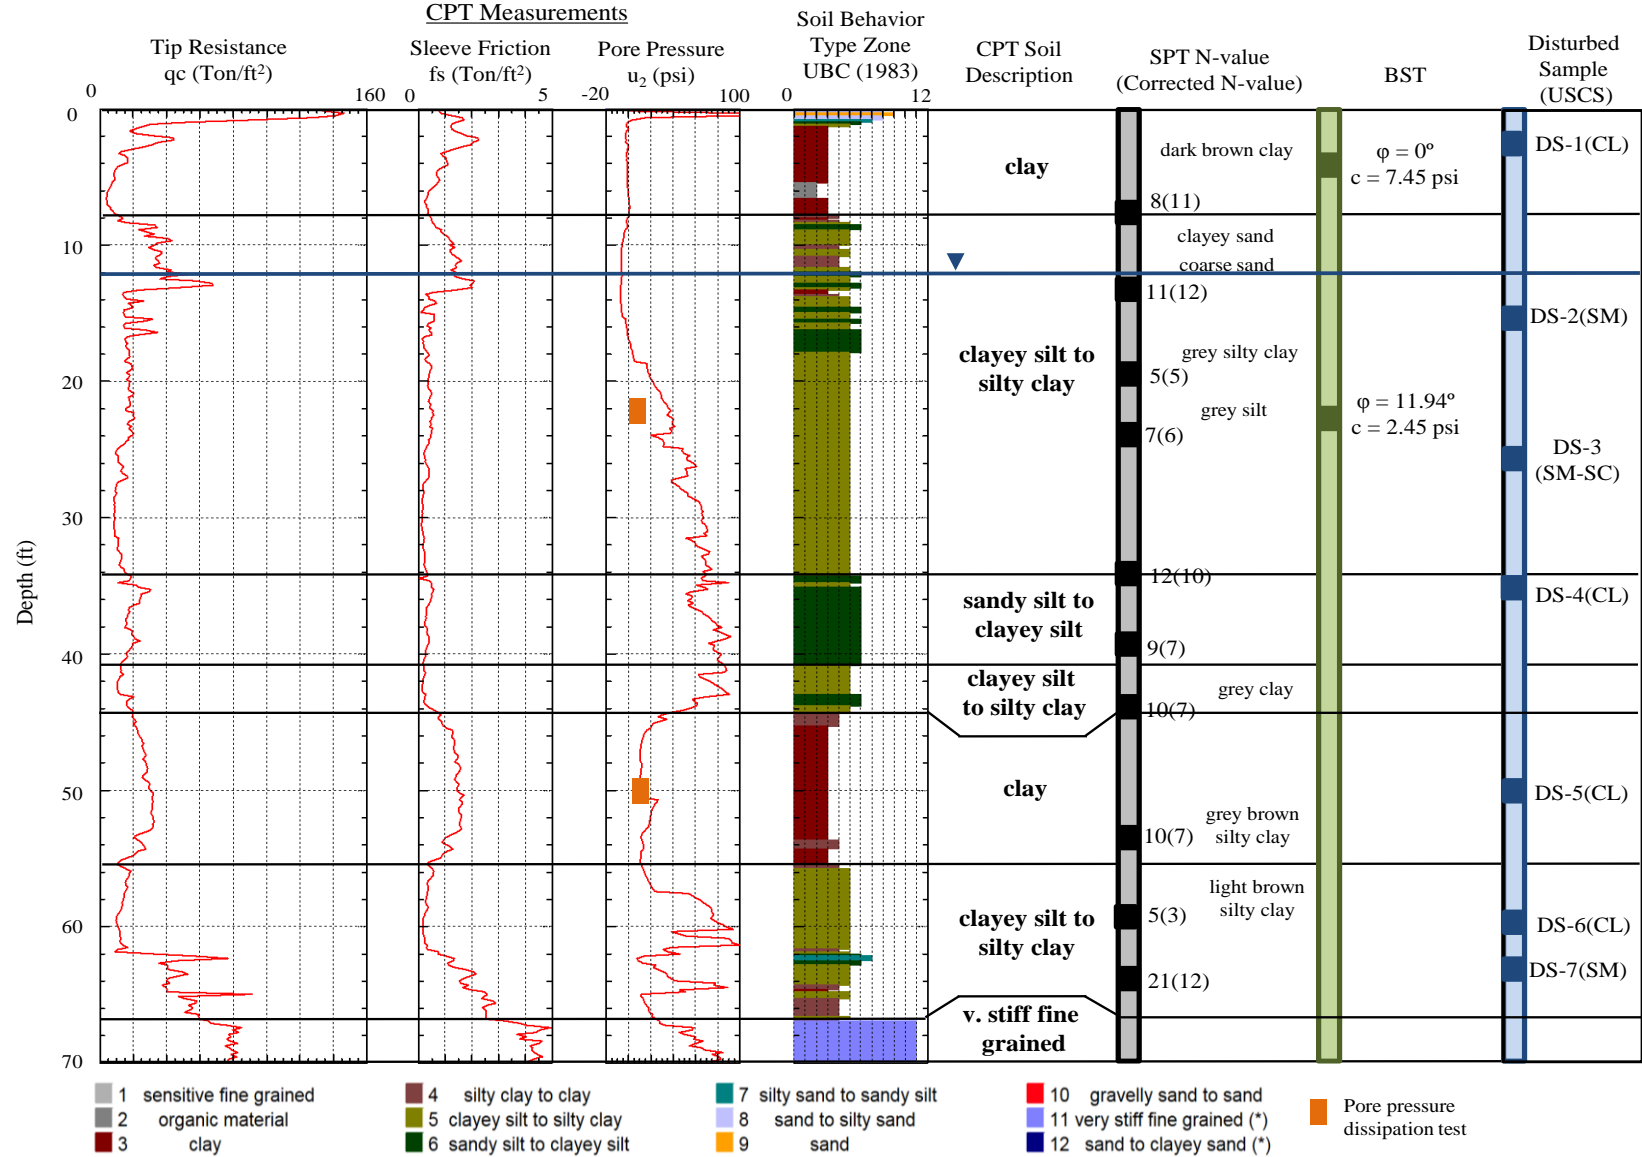 CPT Measurements
Tip Resistance
qc (Ton/ft²)
Sleeve Friction
fs (Ton/ft²)
Pore Pressure
u₂ (psi)
Soil Behavior
Type Zone
UBC (1983)
CPT Soil
Description
SPT N-value
(Corrected N-value)
BST
Disturbed
Sample
(USCS)
0 160
0 5
-20 100
0 12
Depth (ft)
0
10
20
30
40
50
60
70
clay
clayey silt to
silty clay
sandy silt to
clayey silt
clayey silt
to silty clay
clay
clayey silt to
silty clay
v. stiff fine
grained
dark brown clay
8(11)
clayey sand
coarse sand
11(12)
grey silty clay
5(5)
grey silt
7(6)
12(10)
9(7)
grey clay
10(7)
grey brown
silty clay
10(7)
light brown
silty clay
5(3)
21(12)
φ = 0º
c = 7.45 psi
φ = 11.94º
c = 2.45 psi
DS-1(CL)
DS-2(SM)
DS-3
(SM-SC)
DS-4(CL)
DS-5(CL)
DS-6(CL)
DS-7(SM)
1 sensitive fine grained
2 organic material
3 clay
4 silty clay to clay
5 clayey silt to silty clay
6 sandy silt to clayey silt
7 silty sand to sandy silt
8 sand to silty sand
9 sand
10 gravelly sand to sand
11 very stiff fine grained (*)
12 sand to clayey sand (*)
Pore pressure
dissipation test